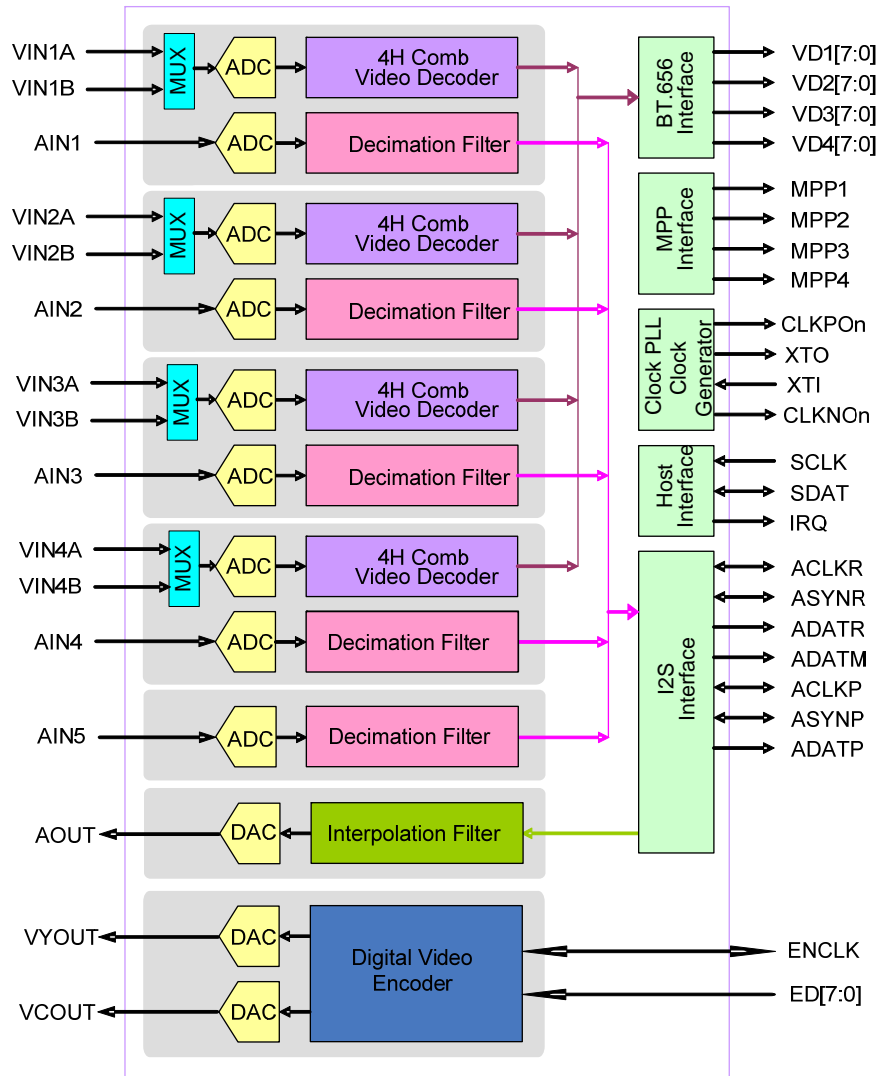 VIN1A
VIN1B
MUX
ADC
4H Comb
Video Decoder
AIN1
ADC
Decimation Filter
VIN2A
VIN2B
MUX
ADC
4H Comb
Video Decoder
AIN2
ADC
Decimation Filter
VIN3A
VIN3B
MUX
ADC
4H Comb
Video Decoder
AIN3
ADC
Decimation Filter
VIN4A
VIN4B
MUX
ADC
4H Comb
Video Decoder
AIN4
ADC
Decimation Filter
AIN5
ADC
Decimation Filter
AOUT
DAC
Interpolation Filter
VYOUT
DAC
VCOUT
DAC
Digital Video
Encoder
BT.656
Interface
VD1[7:0]
VD2[7:0]
VD3[7:0]
VD4[7:0]
MPP
Interface
MPP1
MPP2
MPP3
MPP4
Clock PLL
Clock
Generator
CLKPOn
XTO
XTI
CLKNOn
Host
Interface
SCLK
SDAT
IRQ
I2S
Interface
ACLKR
ASYNR
ADATR
ADATM
ACLKP
ASYNP
ADATP
ENCLK
ED[7:0]